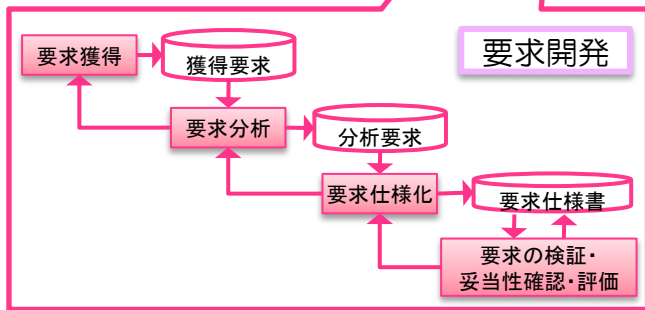 要求開発
要求獲得
獲得要求
要求分析
分析要求
要求仕様化
要求仕様書
要求の検証・
妥当性確認・評価